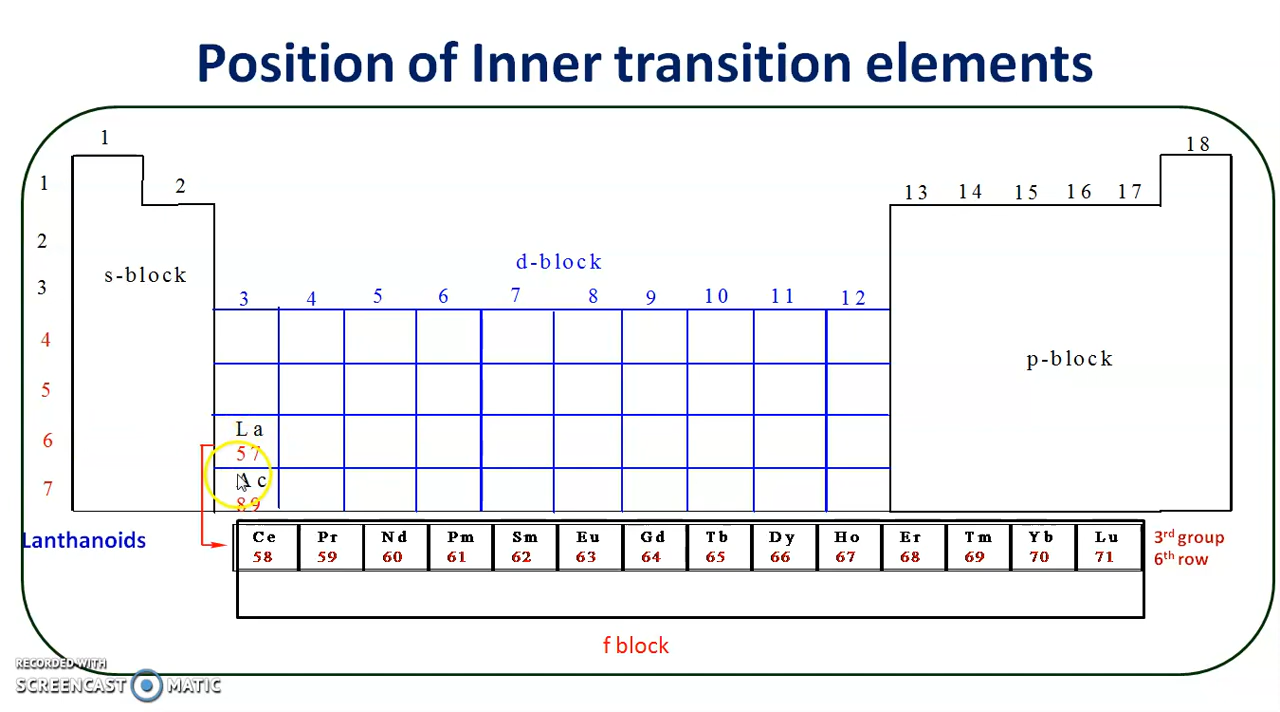 Position of Inner transition elements
1
18
1
2
13 14 15 16 17
2
s-block
d-block
3
3 4 5 6 7 8 9 10 11 12
4
p-block
5
La
6
57
Ac
7
89
Lanthanoids
Ce Pr Nd Pm Sm Eu Gd Tb Dy Ho Er Tm Yb Lu
58 59 60 61 62 63 64 65 66 67 68 69 70 71
3rd group
6th row
f block
RECORDED WITH
SCREENCAST MATIC